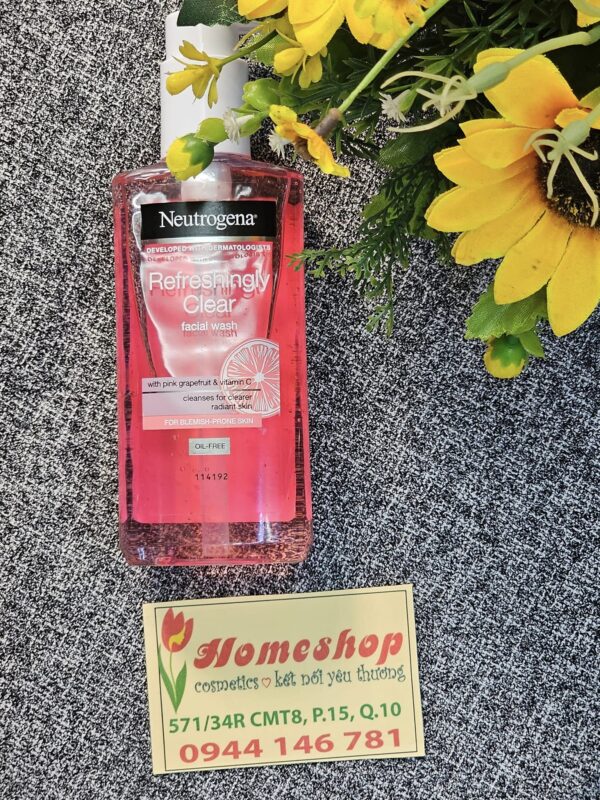 Neutrogena®
DEVELOPED WITH DERMATOLOGISTS
Refreshingly
Clear
facial wash
with pink grapefruit & vitamin C
cleanses for clearer
radiant skin
FOR BLEMISH-PRONE SKIN
OIL-FREE
114192
Homeshop
cosmetics ♡ kết nối yêu thương
571/34R CMT8, P.15, Q.10
0944 146 781